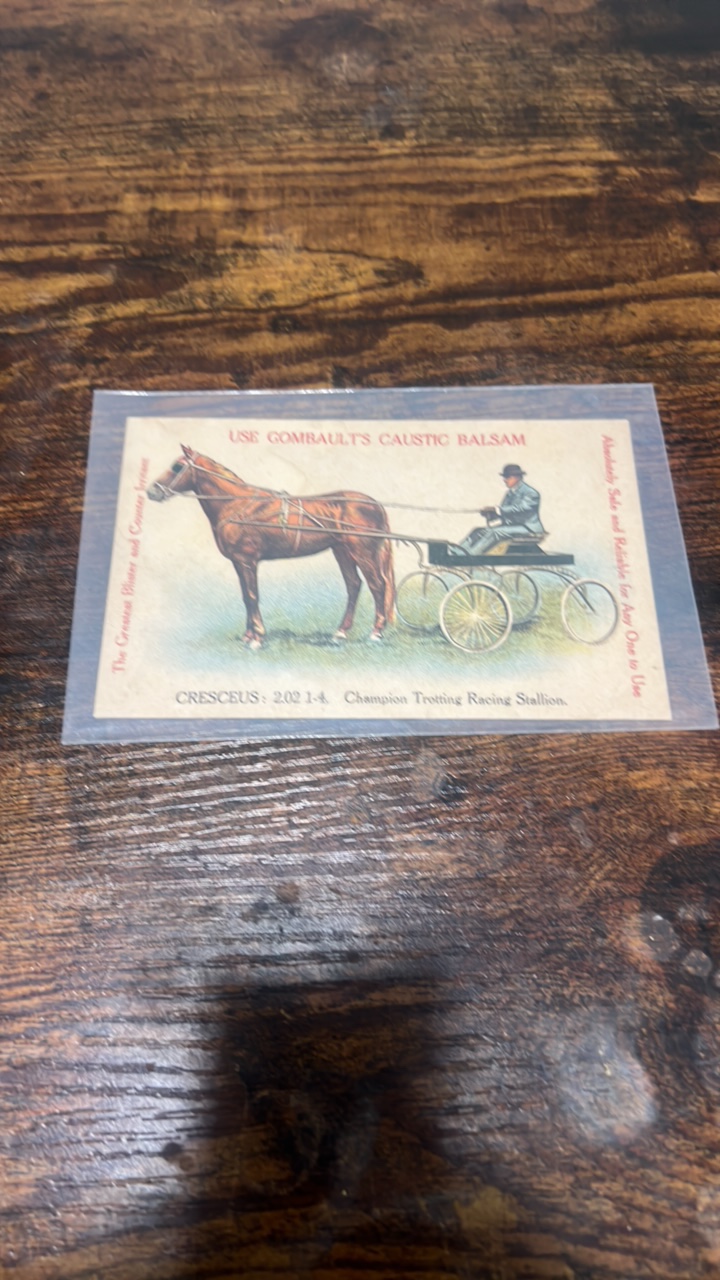 USE GOMBAULT'S CAUSTIC BALSAM
The Greatest Blister and Counter Irritant
Absolutely Safe and Reliable for Any One to Use
CRESCEUS: 2.02 1-4. Champion Trotting Racing Stallion.